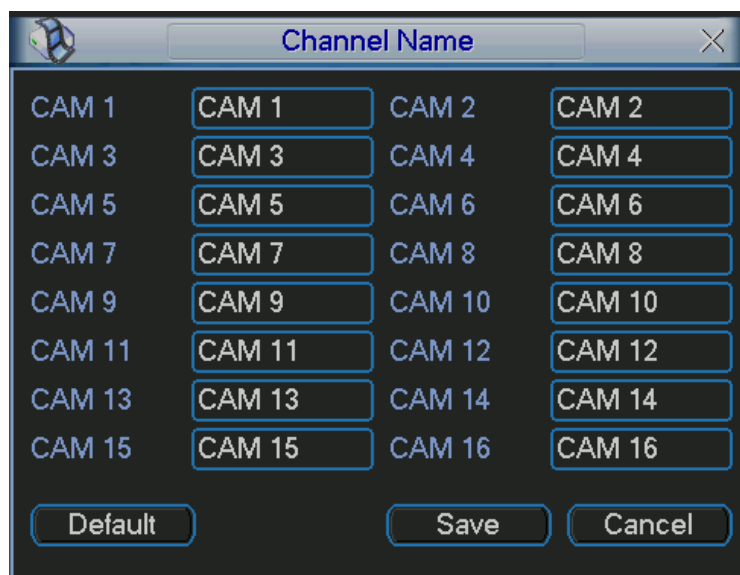 Channel Name
CAM 1 CAM 1 CAM 2 CAM 2
CAM 3 CAM 3 CAM 4 CAM 4
CAM 5 CAM 5 CAM 6 CAM 6
CAM 7 CAM 7 CAM 8 CAM 8
CAM 9 CAM 9 CAM 10 CAM 10
CAM 11 CAM 11 CAM 12 CAM 12
CAM 13 CAM 13 CAM 14 CAM 14
CAM 15 CAM 15 CAM 16 CAM 16
Default Save Cancel